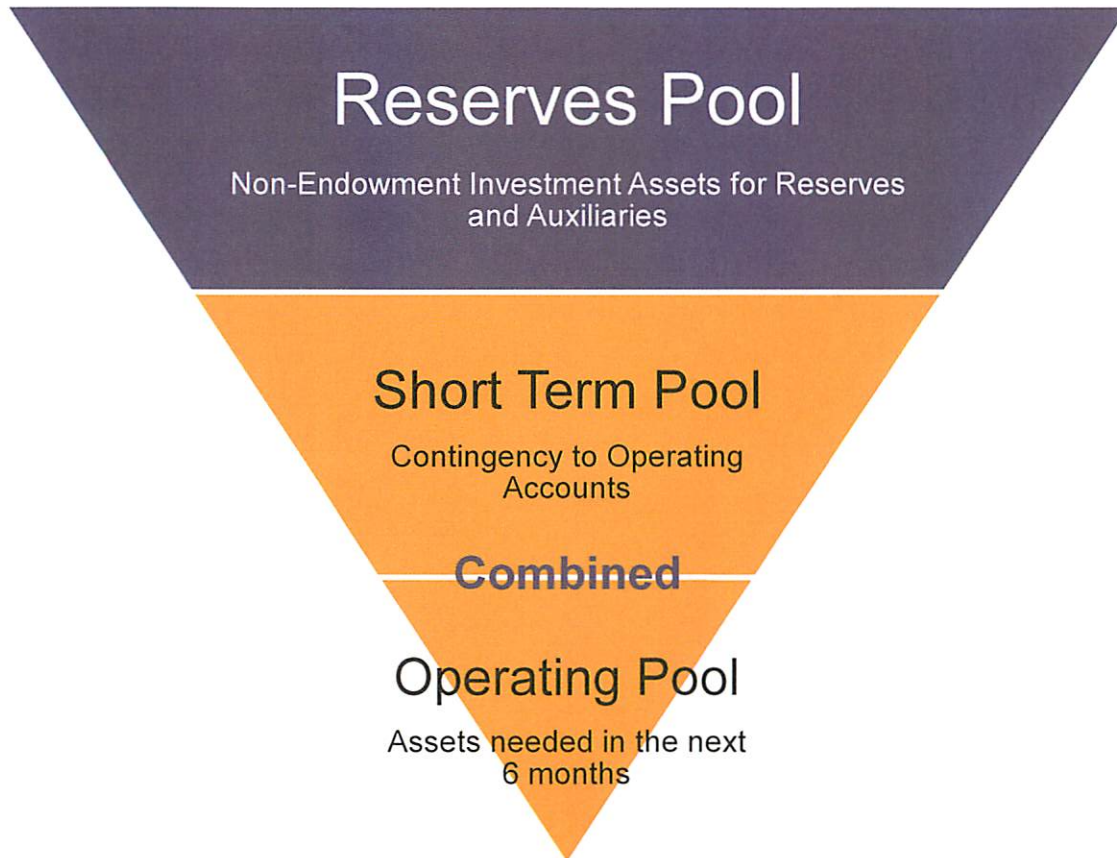 Reserves Pool
Non-Endowment Investment Assets for Reserves
and Auxiliaries
Short Term Pool
Contingency to Operating
Accounts
Combined
Operating Pool
Assets needed in the next
6 months